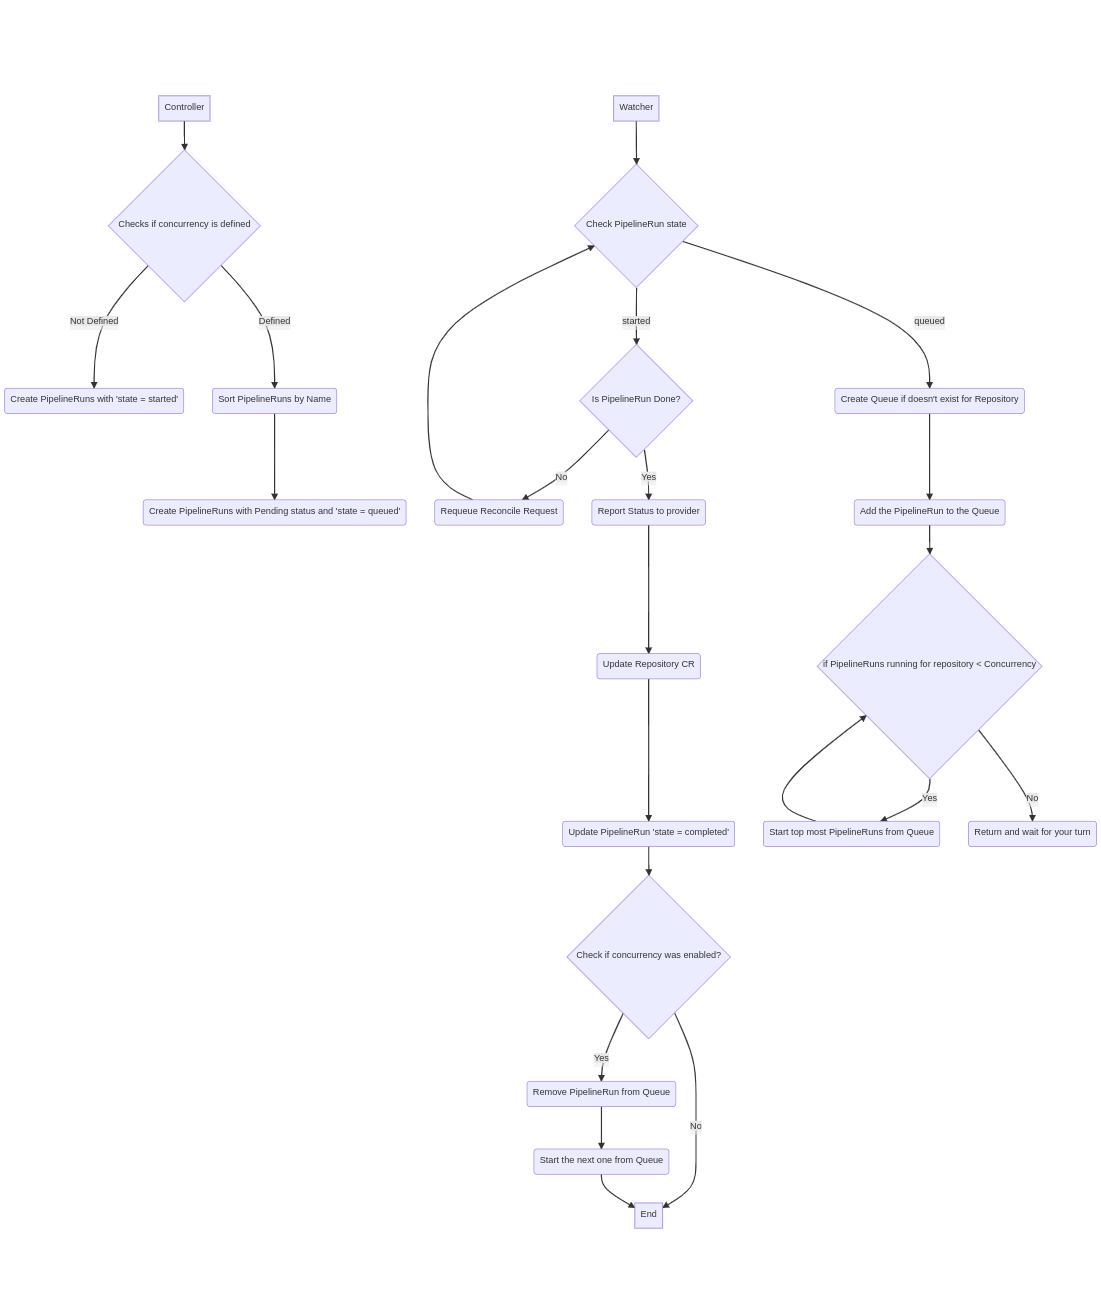 Controller
Watcher
Checks if concurrency is defined
Check PipelineRun state
Not Defined
Defined
started
queued
Create PipelineRuns with 'state = started'
Sort PipelineRuns by Name
Is PipelineRun Done?
Create Queue if doesn't exist for Repository
No
Yes
Create PipelineRuns with Pending status and 'state = queued'
Requeue Reconcile Request
Report Status to provider
Add the PipelineRun to the Queue
Update Repository CR
if PipelineRuns running for repository < Concurrency
Yes
No
Update PipelineRun 'state = completed'
Start top most PipelineRuns from Queue
Return and wait for your turn
Check if concurrency was enabled?
Yes
Remove PipelineRun from Queue
No
Start the next one from Queue
End